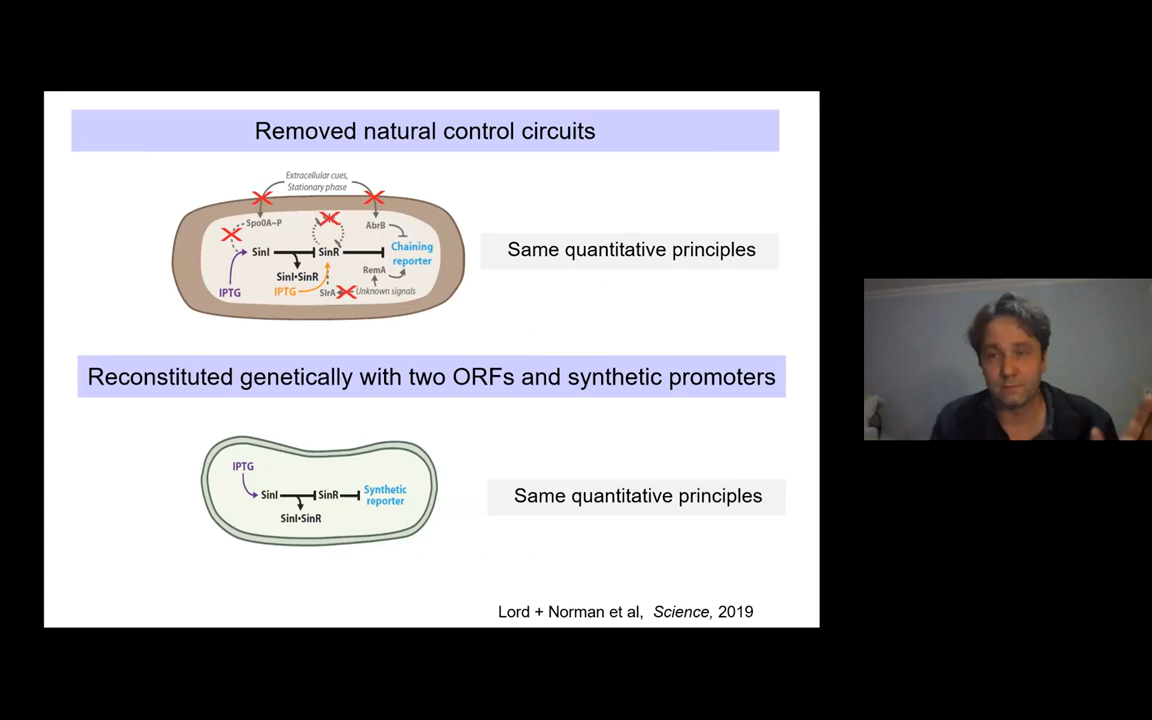 Removed natural control circuits
Extracellular cues,
Stationary phase
Spo0A~P
AbrB
SinI
SinR
Chaining
reporter
SinI•SinR
RemA
IPTG
IPTG
SlrA
Unknown signals
Same quantitative principles
Reconstituted genetically with two ORFs and synthetic promoters
IPTG
SinI
SinR
Synthetic
reporter
SinI•SinR
Same quantitative principles
Lord + Norman et al, Science, 2019